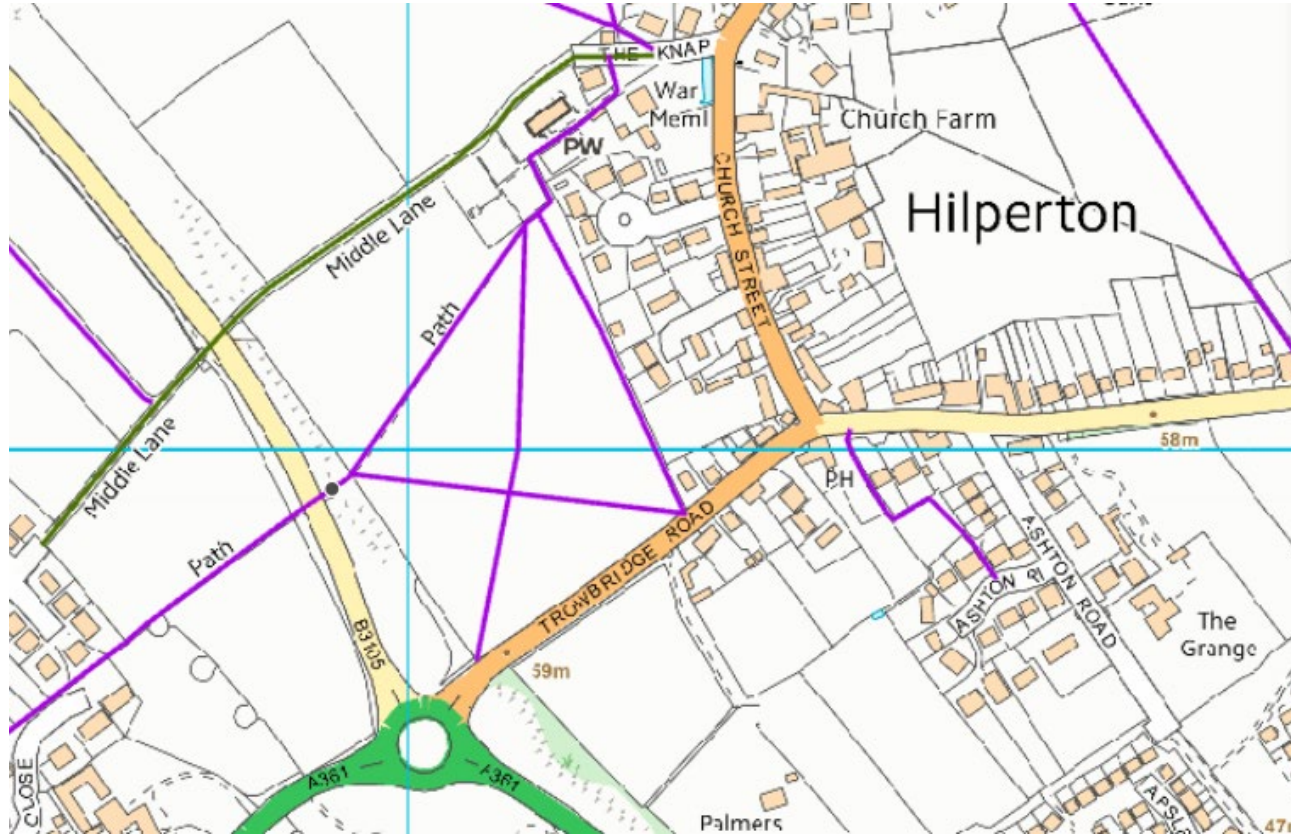 THE KNAP
War
Meml
Church Farm
PW
CHURCH STREET
Hilperton
Middle Lane
Path
Middle Lane
58m
PH
Path
TROWBRIDGE ROAD
ASHTON ROAD
ASHTON
B3105
The
Grange
59m
A361
A361
CLOSE
Palmers